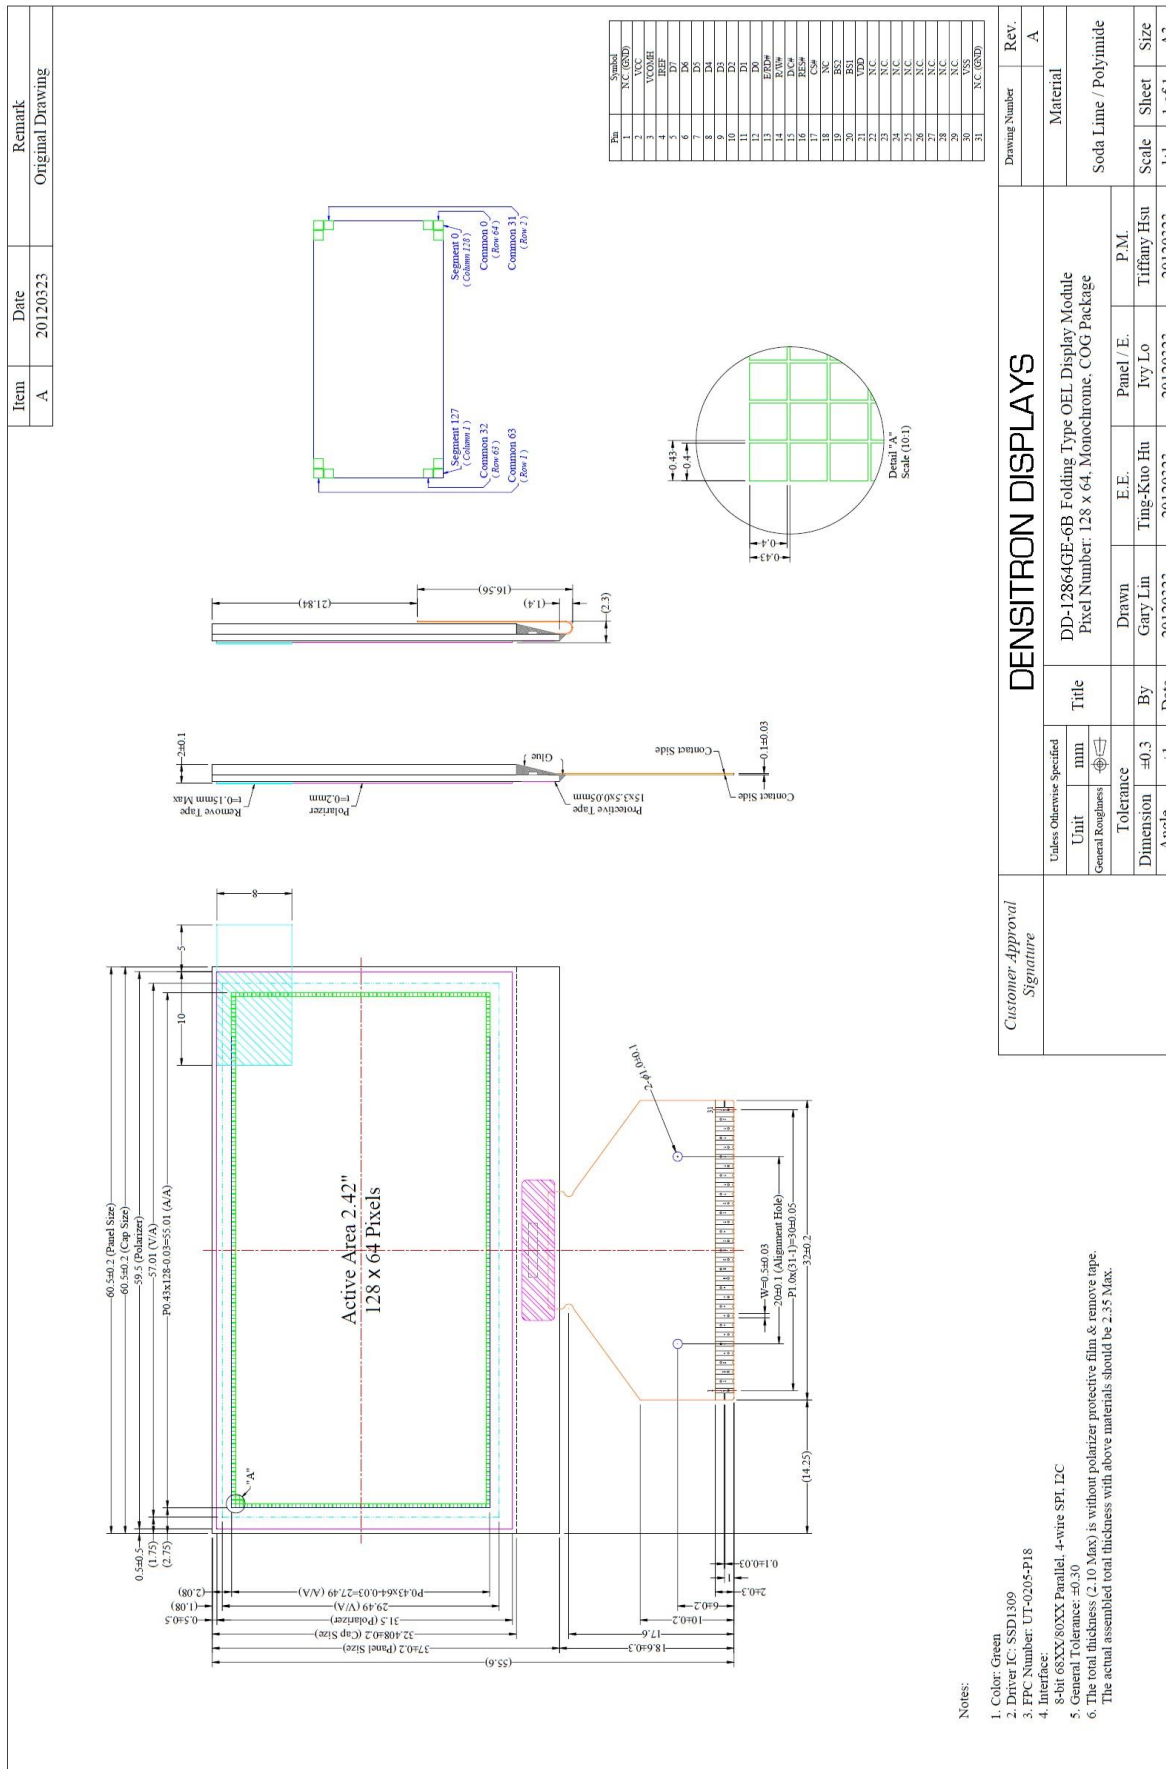 Item Date Remark
A 20120323 Original Drawing
60.5±0.2 (Panel Size)
60.5±0.2 (Cap Size)
59.5 (Polarizer)
57.01 (V/A)
P0.43x128-0.03=55.01 (A/A)
0.5±0.5
(1.75)
(2.75)
"A"
Active Area 2.42"
128 x 64 Pixels
10
5
8
(2.08)
P0.43x64-0.03=27.49 (A/A)
(1.08)
29.49 (V/A)
0.5±0.5
31.5 (Polarizer)
32.408±0.2 (Cap Size)
37±0.2 (Panel Size)
(55.6)
0.1±0.03
1
2±0.3
6±0.2
10±0.2
17.6
18.6±0.3
(14.25)
2-ϕ1.0±0.1
W=0.5±0.03
20±0.1 (Alignment Hole)
P1.0x(31-1)=30±0.05
32±0.2
31
2±0.1
Remove Tape
t=0.15mm Max
Polarizer
t=0.2mm
Protective Tape
15x3.5x0.05mm
Glue
Contact Side
Contact Side
0.1±0.03
(21.84)
(16.56)
(1.4)
(2.3)
Segment 127
( Column 1 )
Common 32
( Row 63 )
Common 63
( Row 1 )
Segment 0
( Column 128 )
Common 0
( Row 64 )
Common 31
( Row 2 )
0.43
0.4
0.4
0.43
Detail "A"
Scale (10:1)
Pin Symbol
1 N.C. (GND)
2 VCC
3 VCOMH
4 IREF
5 D7
6 D6
7 D5
8 D4
9 D3
10 D2
11 D1
12 D0
13 E/RD#
14 R/W#
15 D/C#
16 RES#
17 CS#
18 NC
19 BS2
20 BS1
21 VDD
22 N.C.
23 N.C.
24 N.C.
25 N.C.
26 N.C.
27 N.C.
28 N.C.
29 N.C.
30 VSS
31 N.C. (GND)
Notes:
1. Color: Green
2. Driver IC: SSD1309
3. FPC Number: UT-0205-P18
4. Interface:
8-bit 68XX/80XX Parallel, 4-wire SPI, I2C
5. General Tolerance: ±0.30
6. The total thickness (2.10 Max) is without polarizer protective film & remove tape.
The actual assembled total thickness with above materials should be 2.35 Max.
Customer Approval
Signature
DENSITRON DISPLAYS
Drawing Number Rev.
A
Unless Otherwise Specified
Unit mm
General Roughness
Tolerance
Dimension ±0.3
Title
DD-12864GE-6B Folding Type OEL Display Module
Pixel Number: 128 x 64, Monochrome, COG Package
Material
Soda Lime / Polyimide
Drawn E.E. Panel / E. P.M.
By Gary Lin Ting-Kuo Hu Ivy Lo Tiffany Hsu
Scale Sheet Size